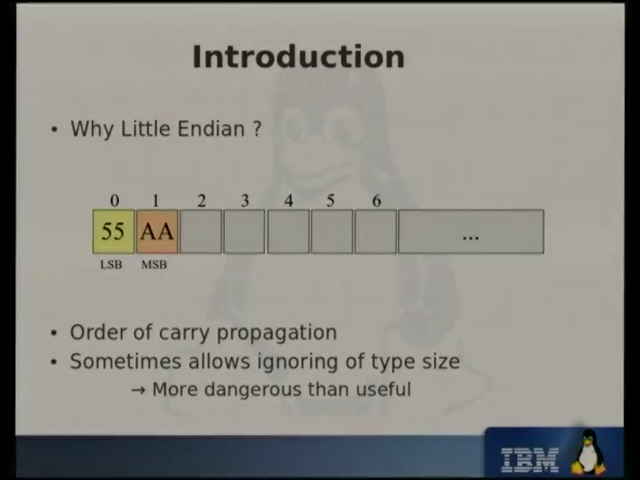 Introduction
• Why Little Endian ?
0 1 2 3 4 5 6
55 AA ...
LSB MSB
• Order of carry propagation
• Sometimes allows ignoring of type size
→ More dangerous than useful
IBM